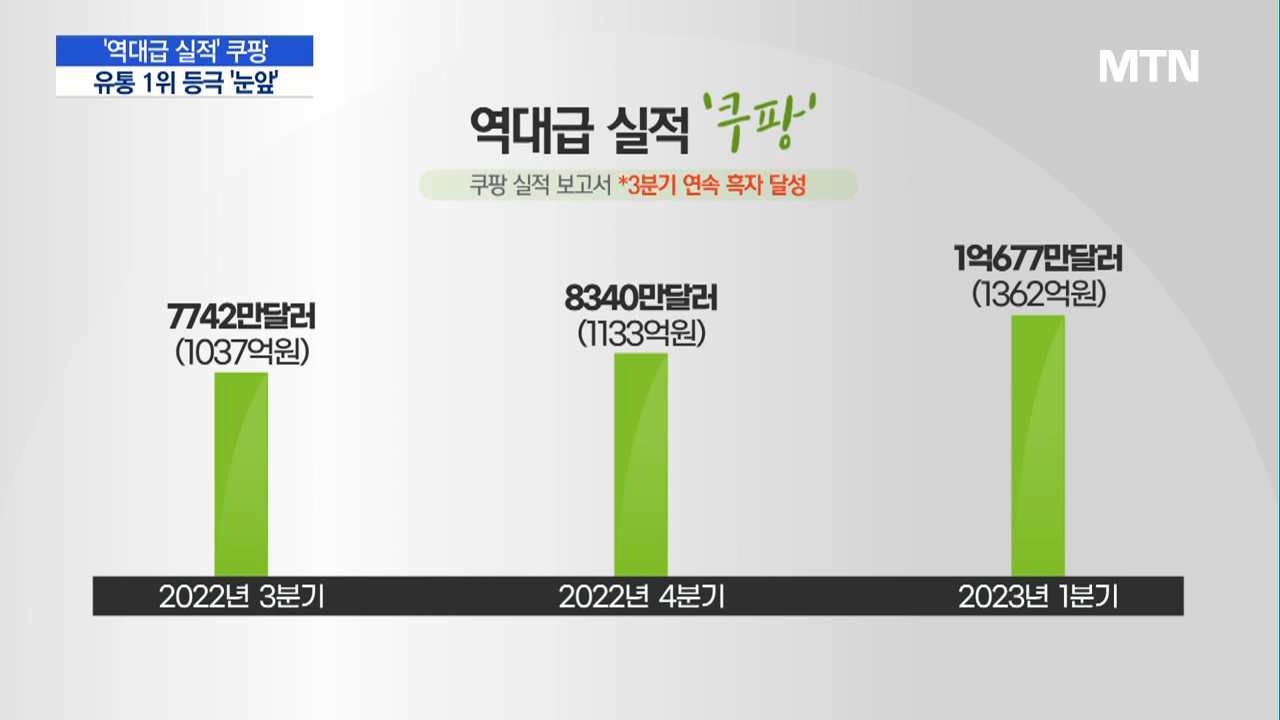 '역대급 실적' 쿠팡
유통 1위 등극 '눈앞'
MTN
역대급 실적 '쿠팡'
쿠팡 실적 보고서 *3분기 연속 흑자 달성
7742만달러
(1037억원)
8340만달러
(1133억원)
1억677만달러
(1362억원)
2022년 3분기
2022년 4분기
2023년 1분기